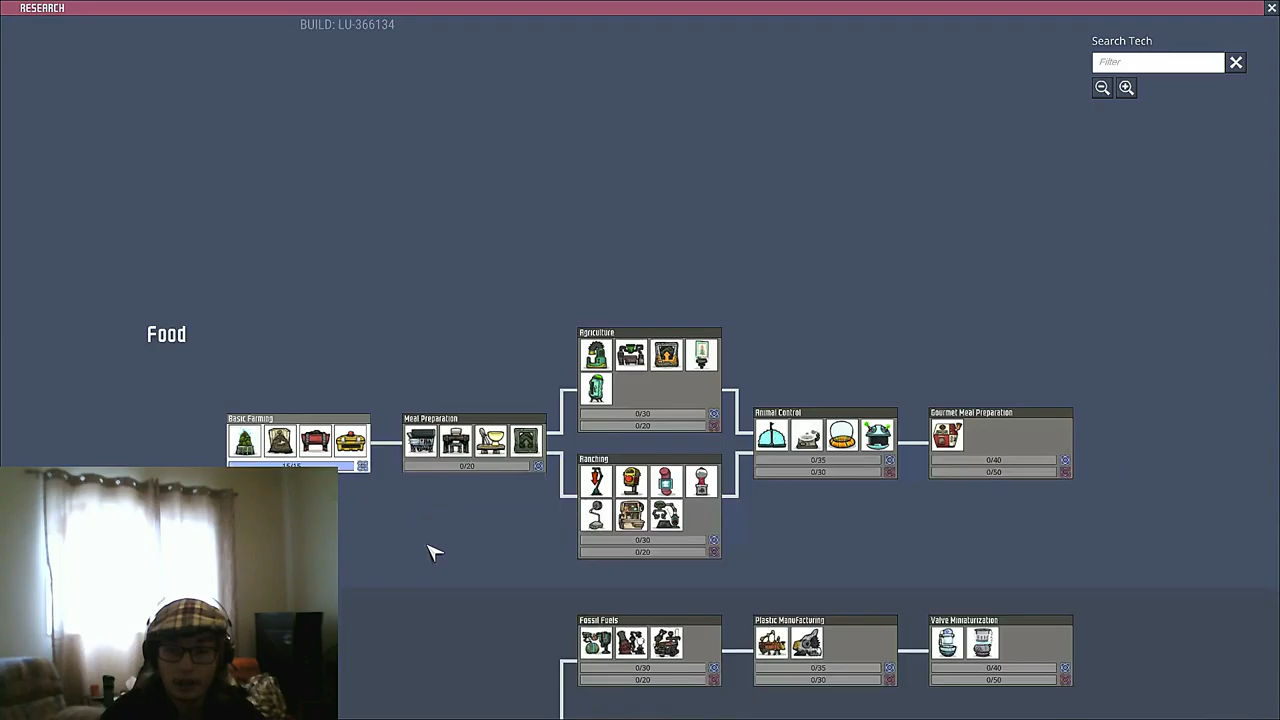 RESEARCH
BUILD: LU-366134
Search Tech
Filter
Food
Agriculture
0/30
0/20
Basic Farming
15/15
Meal Preparation
0/20
Animal Control
0/35
0/30
Gourmet Meal Preparation
0/40
0/50
Ranching
0/30
0/20
Fossil Fuels
0/30
0/20
Plastic Manufacturing
0/35
0/30
Valve Miniaturization
0/40
0/50